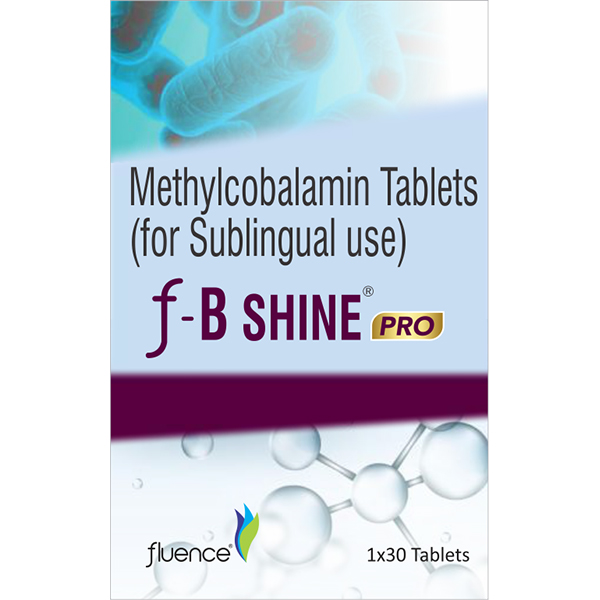 Methylcobalamin Tablets
(for Sublingual use)
f-B SHINE® PRO
fluence®
1x30 Tablets